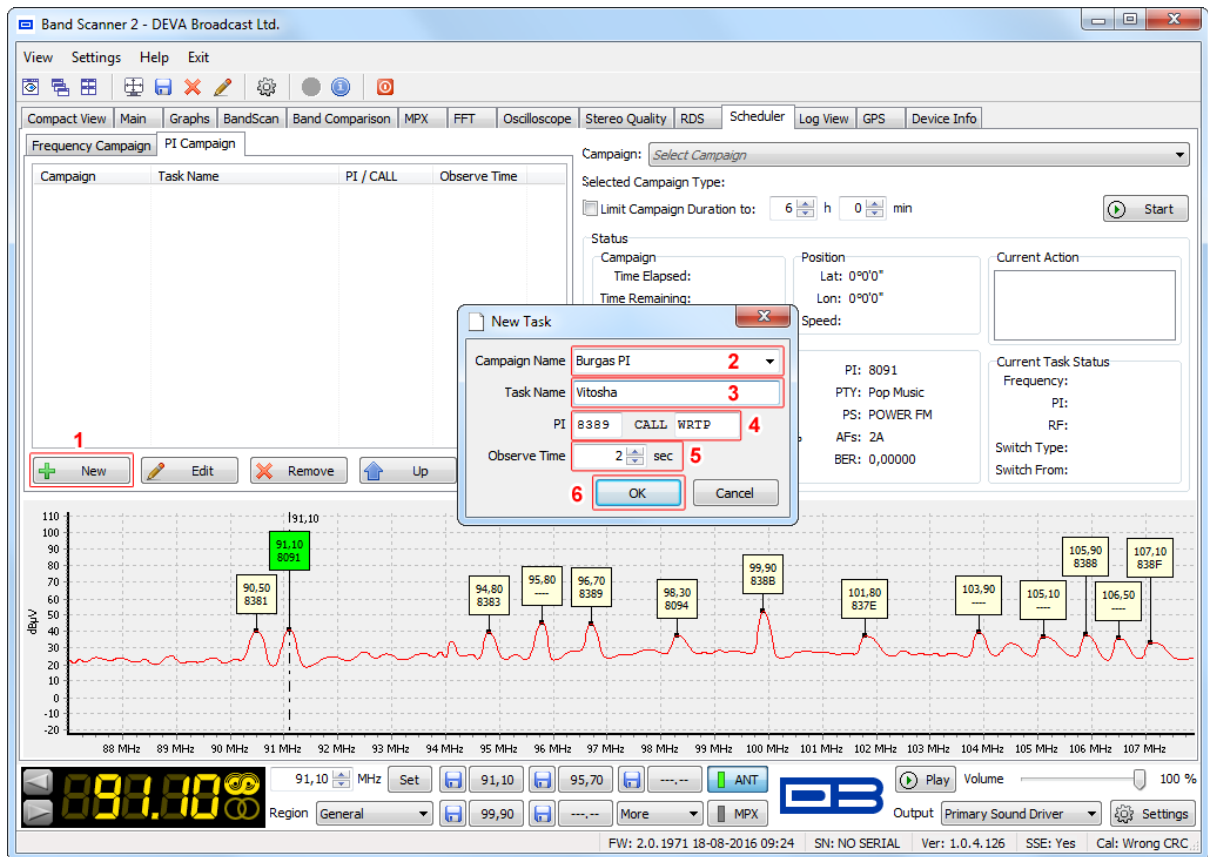 Band Scanner 2 - DEVA Broadcast Ltd.
View Settings Help Exit
Compact View Main Graphs BandScan Band Comparison MPX FFT Oscilloscope Stereo Quality RDS Scheduler Log View GPS Device Info
Frequency Campaign PI Campaign
Campaign Task Name PI / CALL Observe Time
Campaign: Select Campaign
Selected Campaign Type:
Limit Campaign Duration to: 6 h 0 min Start
Status
Campaign
Time Elapsed:
Time Remaining:
Position
Lat: 0°0'0"
Lon: 0°0'0"
Speed:
Current Action
PI: 8091
PTY: Pop Music
PS: POWER FM
AFs: 2A
BER: 0,00000
Current Task Status
Frequency:
PI:
RF:
Switch Type:
Switch From:
New Task
Campaign Name Burgas PI 2
Task Name Vitosha 3
PI 8389 CALL WRTP 4
Observe Time 2 sec 5
6 OK Cancel
1
New Edit Remove Up
dBµV
110
100
90
80
70
60
50
40
30
20
10
0
-10
-20
91,10
90,50
8381
91,10
8091
94,80
8383
95,80
----
96,70
8389
98,30
8094
99,90
838B
101,80
837E
103,90
----
105,10
----
105,90
8388
106,50
----
107,10
838F
88 MHz 89 MHz 90 MHz 91 MHz 92 MHz 93 MHz 94 MHz 95 MHz 96 MHz 97 MHz 98 MHz 99 MHz 100 MHz 101 MHz 102 MHz 103 MHz 104 MHz 105 MHz 106 MHz 107 MHz
91.10
91,10 MHz Set 91,10 95,70 ---,-- ANT
Region General 99,90 ---,-- More MPX
Play Volume 100 %
Output Primary Sound Driver Settings
FW: 2.0.1971 18-08-2016 09:24 SN: NO SERIAL Ver: 1.0.4.126 SSE: Yes Cal: Wrong CRC